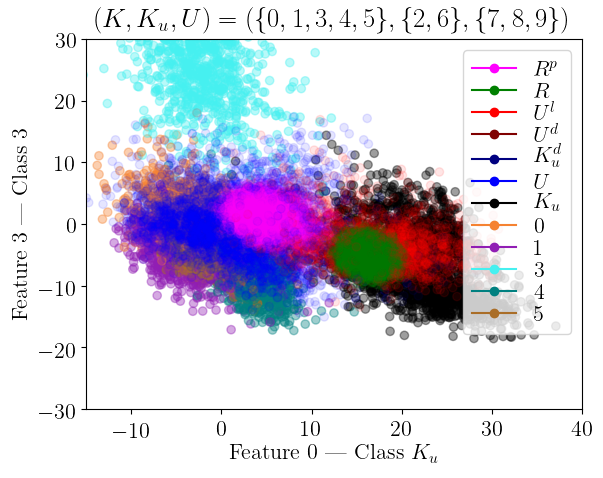 (K, K_u, U) = ({0, 1, 3, 4, 5}, {2, 6}, {7, 8, 9})
30
20
10
0
−10
−20
−30
Feature 3 — Class 3
R^p
R
U^l
U^d
K_u^d
U
K_u
0
1
3
4
5
−10
0
10
20
30
40
Feature 0 — Class K_u